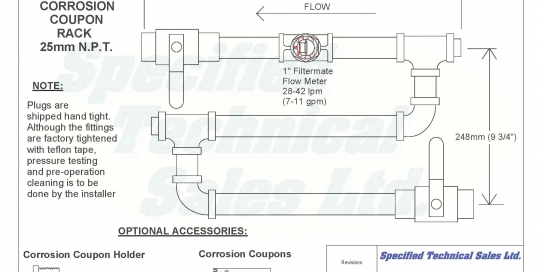 CORROSION
COUPON
RACK
25mm N.P.T.
FLOW
1" Filtermate
Flow Meter
28-42 lpm
(7-11 gpm)
NOTE:
Plugs are
shipped hand tight.
Although the fittings
are factory tightened
with teflon tape,
pressure testing
and pre-operation
cleaning is to be
done by the installer
248mm (9 3/4")
Specified
Technical
Sales Ltd.
OPTIONAL ACCESSORIES:
Corrosion Coupon Holder
Corrosion Coupons
Revisions
Specified Technical Sales Ltd.